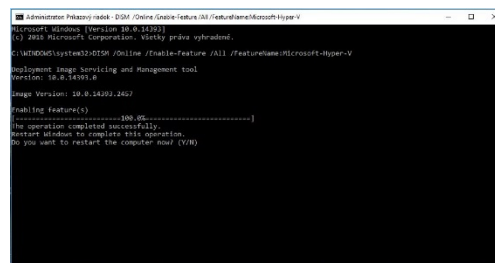 Administrátor: Príkazový riadok - DISM /Online /Enable-Feature /All /FeatureName:Microsoft-Hyper-V
Microsoft Windows [Version 10.0.14393]
(c) 2016 Microsoft Corporation. Všetky práva vyhradené.
C:\WINDOWS\system32>DISM /Online /Enable-Feature /All /FeatureName:Microsoft-Hyper-V
Deployment Image Servicing and Management tool
Version: 10.0.14393.0
Image Version: 10.0.14393.2457
Enabling feature(s)
[--------------------------100.0%--------------------------]
The operation completed successfully.
Restart Windows to complete this operation.
Do you want to restart the computer now? (Y/N)